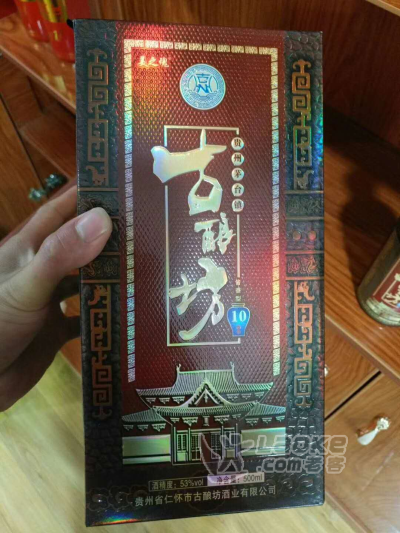 贵州茅台镇
古酿坊
10
酒精度:53%vol 净含量:500ml
贵州省仁怀市古酿坊酒业有限公司
Laoke
.com老客